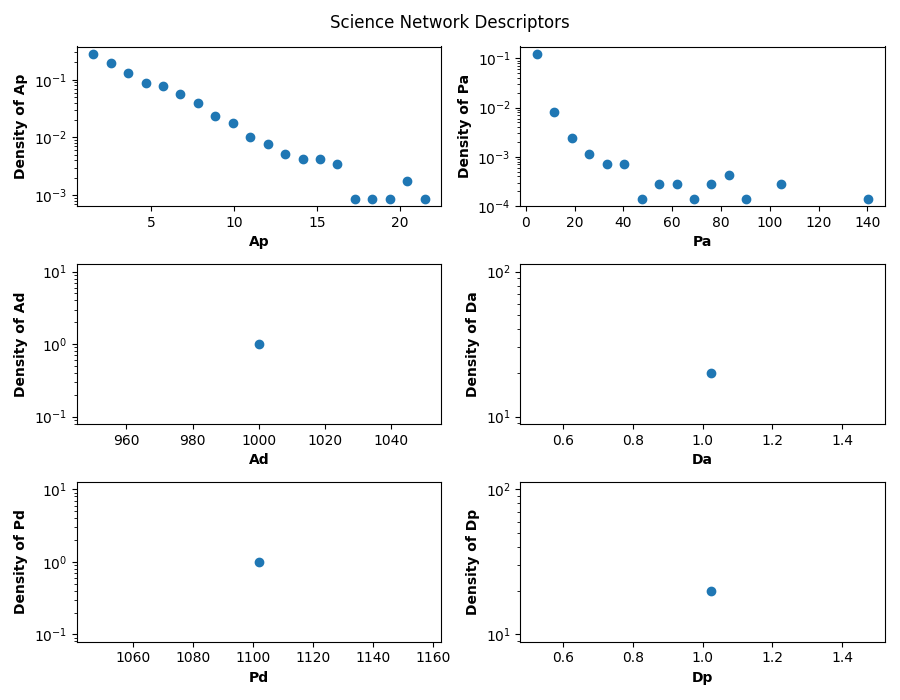 Science Network Descriptors
Density of Ap
10⁻¹
10⁻²
10⁻³
5 10 15 20
Ap
Density of Pa
10⁻¹
10⁻²
10⁻³
10⁻⁴
0 20 40 60 80 100 120 140
Pa
Density of Ad
10¹
10⁰
10⁻¹
960 980 1000 1020 1040
Ad
Density of Da
10²
10¹
0.6 0.8 1.0 1.2 1.4
Da
Density of Pd
10¹
10⁰
10⁻¹
1060 1080 1100 1120 1140 1160
Pd
Density of Dp
10²
10¹
0.6 0.8 1.0 1.2 1.4
Dp